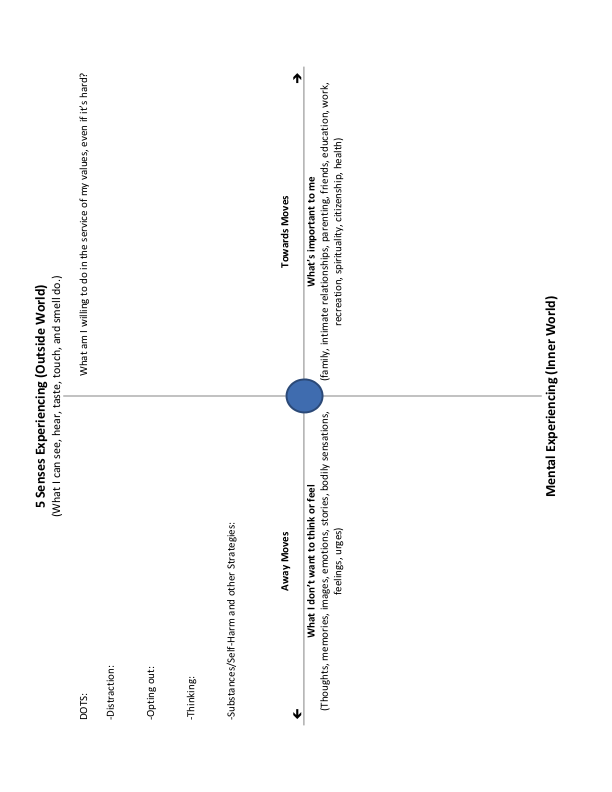 5 Senses Experiencing (Outside World)
(What I can see, hear, taste, touch, and smell do.)
DOTS:
-Distraction:
-Opting out:
-Thinking:
-Substances/Self-Harm and other Strategies:
What am I willing to do in the service of my values, even if it's hard?
Away Moves
Towards Moves
What I don't want to think or feel
(Thoughts, memories, images, emotions, stories, bodily sensations,
feelings, urges)
What's important to me
(family, intimate relationships, parenting, friends, education, work,
recreation, spirituality, citizenship, health)
Mental Experiencing (Inner World)